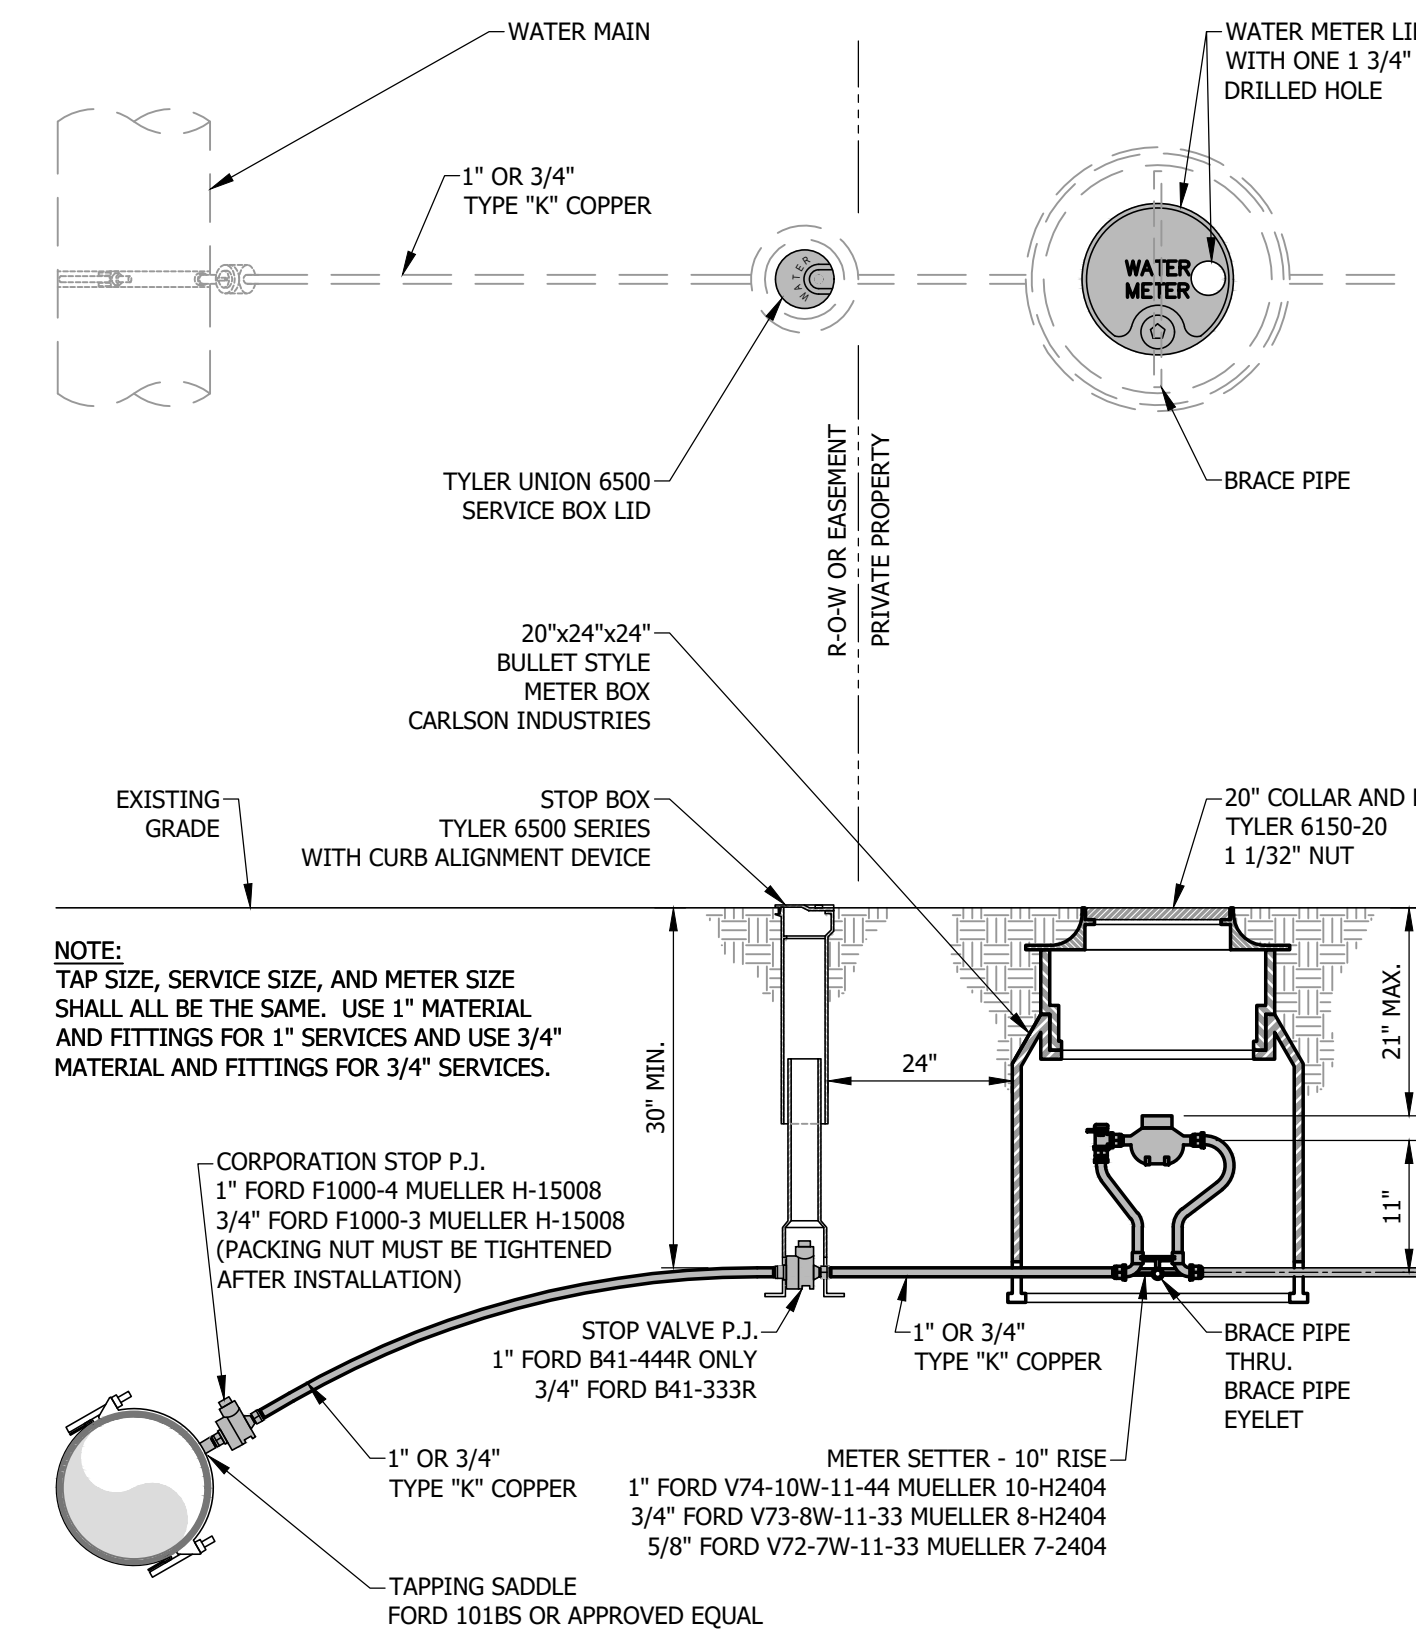 WATER MAIN
WATER METER
WITH ONE 1 3/4"
DRILLED HOLE
1" OR 3/4"
TYPE "K" COPPER
WATER
WATER
METER
TYLER UNION 6500
SERVICE BOX LID
R-O-W OR EASEMENT
PRIVATE PROPERTY
BRACE PIPE
20"x24"x24"
BULLET STYLE
METER BOX
CARLSON INDUSTRIES
EXISTING
GRADE
STOP BOX
TYLER 6500 SERIES
WITH CURB ALIGNMENT DEVICE
20" COLLAR AND
TYLER 6150-20
1 1/32" NUT
NOTE:
TAP SIZE, SERVICE SIZE, AND METER SIZE
SHALL ALL BE THE SAME. USE 1" MATERIAL
AND FITTINGS FOR 1" SERVICES AND USE 3/4"
MATERIAL AND FITTINGS FOR 3/4" SERVICES.
30" MIN.
24"
21" MAX.
11"
CORPORATION STOP P.J.
1" FORD F1000-4 MUELLER H-15008
3/4" FORD F1000-3 MUELLER H-15008
(PACKING NUT MUST BE TIGHTENED
AFTER INSTALLATION)
STOP VALVE P.J.
1" FORD B41-444R ONLY
3/4" FORD B41-333R
1" OR 3/4"
TYPE "K" COPPER
BRACE PIPE
THRU.
BRACE PIPE
EYELET
1" OR 3/4"
TYPE "K" COPPER
METER SETTER - 10" RISE
1" FORD V74-10W-11-44 MUELLER 10-H2404
3/4" FORD V73-8W-11-33 MUELLER 8-H2404
5/8" FORD V72-7W-11-33 MUELLER 7-2404
TAPPING SADDLE
FORD 101BS OR APPROVED EQUAL